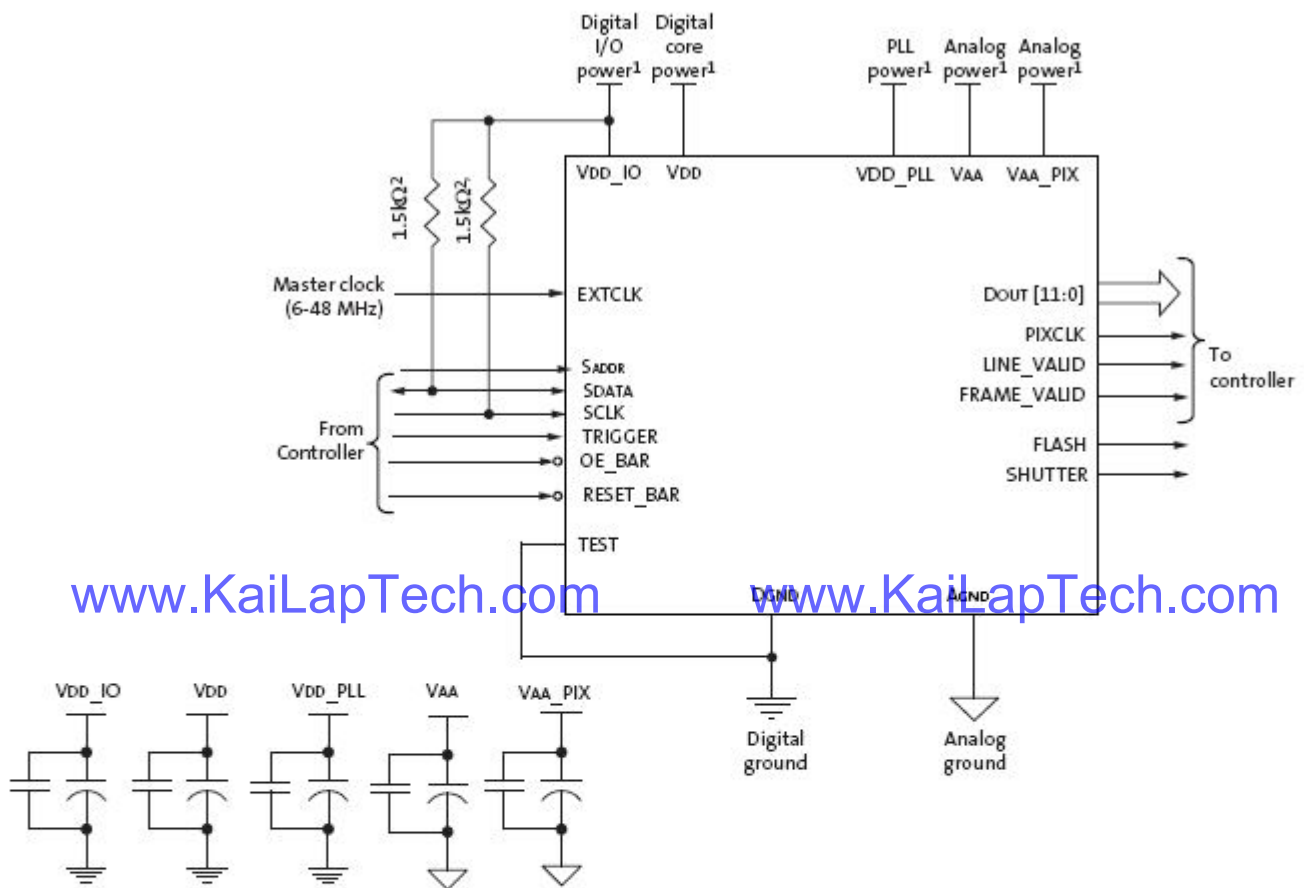 Digital
I/O
power1
Digital
core
power1
PLL
power1
Analog
power1
Analog
power1
VDD_IO
VDD
VDD_PLL
VAA
VAA_PIX
1.5kΩ2
1.5kΩ2
Master clock
(6-48 MHz)
EXTCLK
DOUT [11:0]
PIXCLK
LINE_VALID
FRAME_VALID
To
controller
FLASH
SHUTTER
From
Controller
SADDR
SDATA
SCLK
TRIGGER
OE_BAR
RESET_BAR
TEST
www.KaiLapTech.com
www.KaiLapTech.com
DGND
AGND
Digital
ground
Analog
ground
VDD_IO
VDD
VDD_PLL
VAA
VAA_PIX